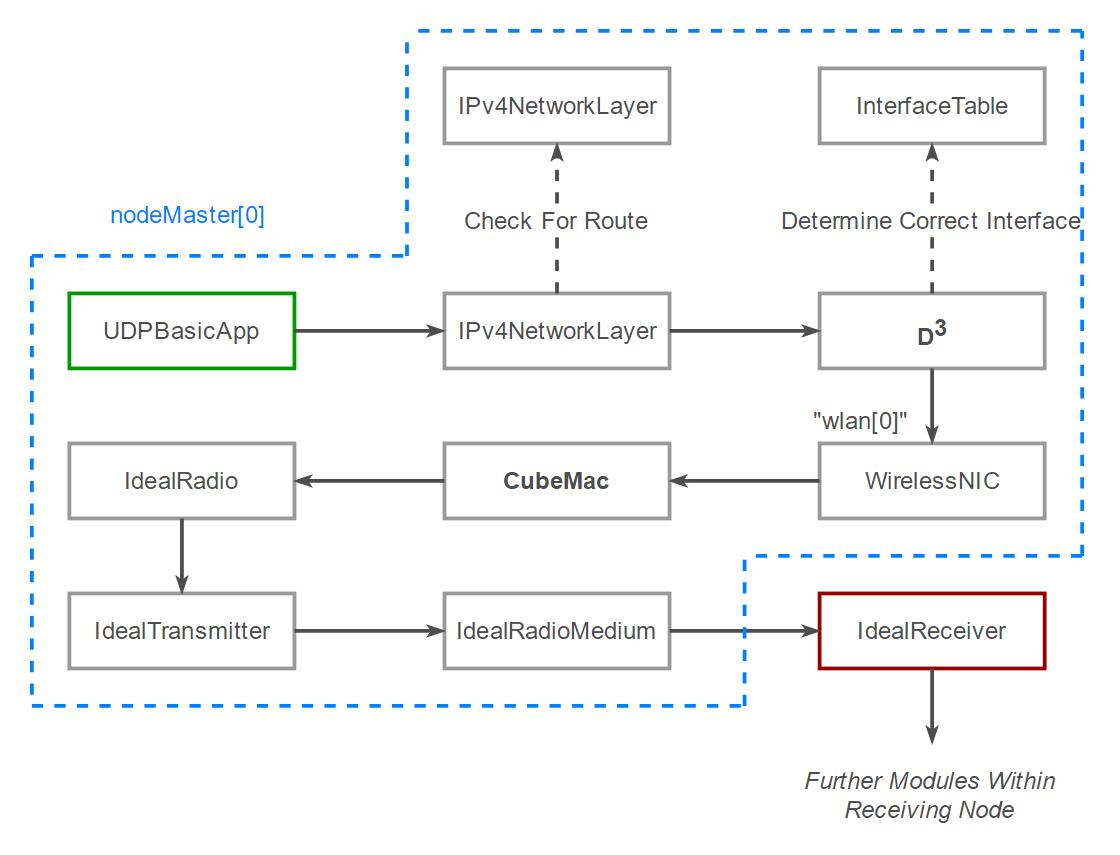 IPv4NetworkLayer
InterfaceTable
nodeMaster[0]
Check For Route
Determine Correct Interface
UDPBasicApp
IPv4NetworkLayer
D³
"wlan[0]"
IdealRadio
CubeMac
WirelessNIC
IdealTransmitter
IdealRadioMedium
IdealReceiver
Further Modules Within
Receiving Node